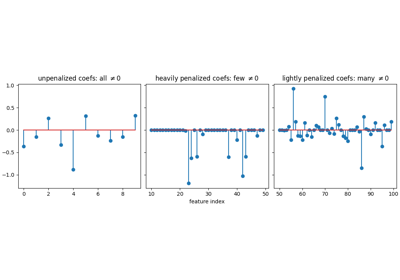 unpenalized coefs: all ≠0
heavily penalized coefs: few ≠0
lightly penalized coefs: many ≠0
1.0
0.5
0.0
−0.5
−1.0
0 2 4 6 8
10 20 30 40 50
50 60 70 80 90 100
feature index